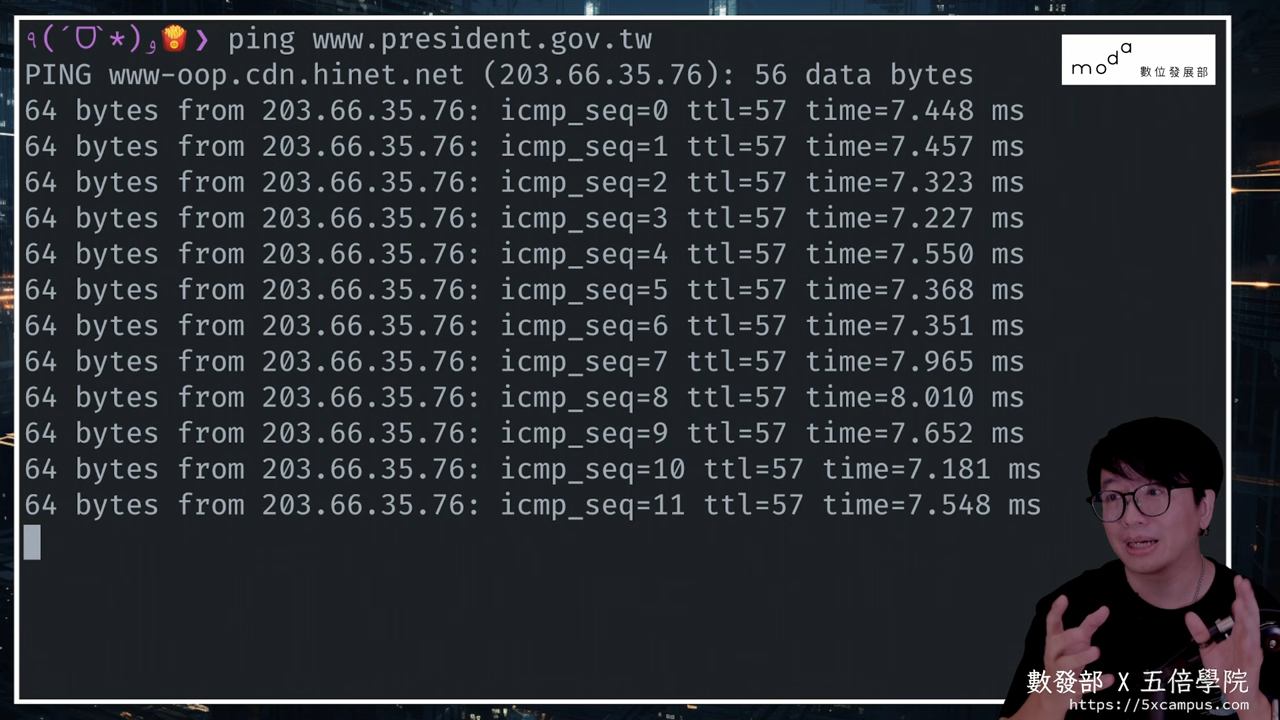 ٩(´ᗜ`*)و🍟❯ ping www.president.gov.tw
PING www-oop.cdn.hinet.net (203.66.35.76): 56 data bytes
64 bytes from 203.66.35.76: icmp_seq=0 ttl=57 time=7.448 ms
64 bytes from 203.66.35.76: icmp_seq=1 ttl=57 time=7.457 ms
64 bytes from 203.66.35.76: icmp_seq=2 ttl=57 time=7.323 ms
64 bytes from 203.66.35.76: icmp_seq=3 ttl=57 time=7.227 ms
64 bytes from 203.66.35.76: icmp_seq=4 ttl=57 time=7.550 ms
64 bytes from 203.66.35.76: icmp_seq=5 ttl=57 time=7.368 ms
64 bytes from 203.66.35.76: icmp_seq=6 ttl=57 time=7.351 ms
64 bytes from 203.66.35.76: icmp_seq=7 ttl=57 time=7.965 ms
64 bytes from 203.66.35.76: icmp_seq=8 ttl=57 time=8.010 ms
64 bytes from 203.66.35.76: icmp_seq=9 ttl=57 time=7.652 ms
64 bytes from 203.66.35.76: icmp_seq=10 ttl=57 time=7.181 ms
64 bytes from 203.66.35.76: icmp_seq=11 ttl=57 time=7.548 ms
moda 數位發展部
數發部 X 五倍學院
https://5xcampus.com